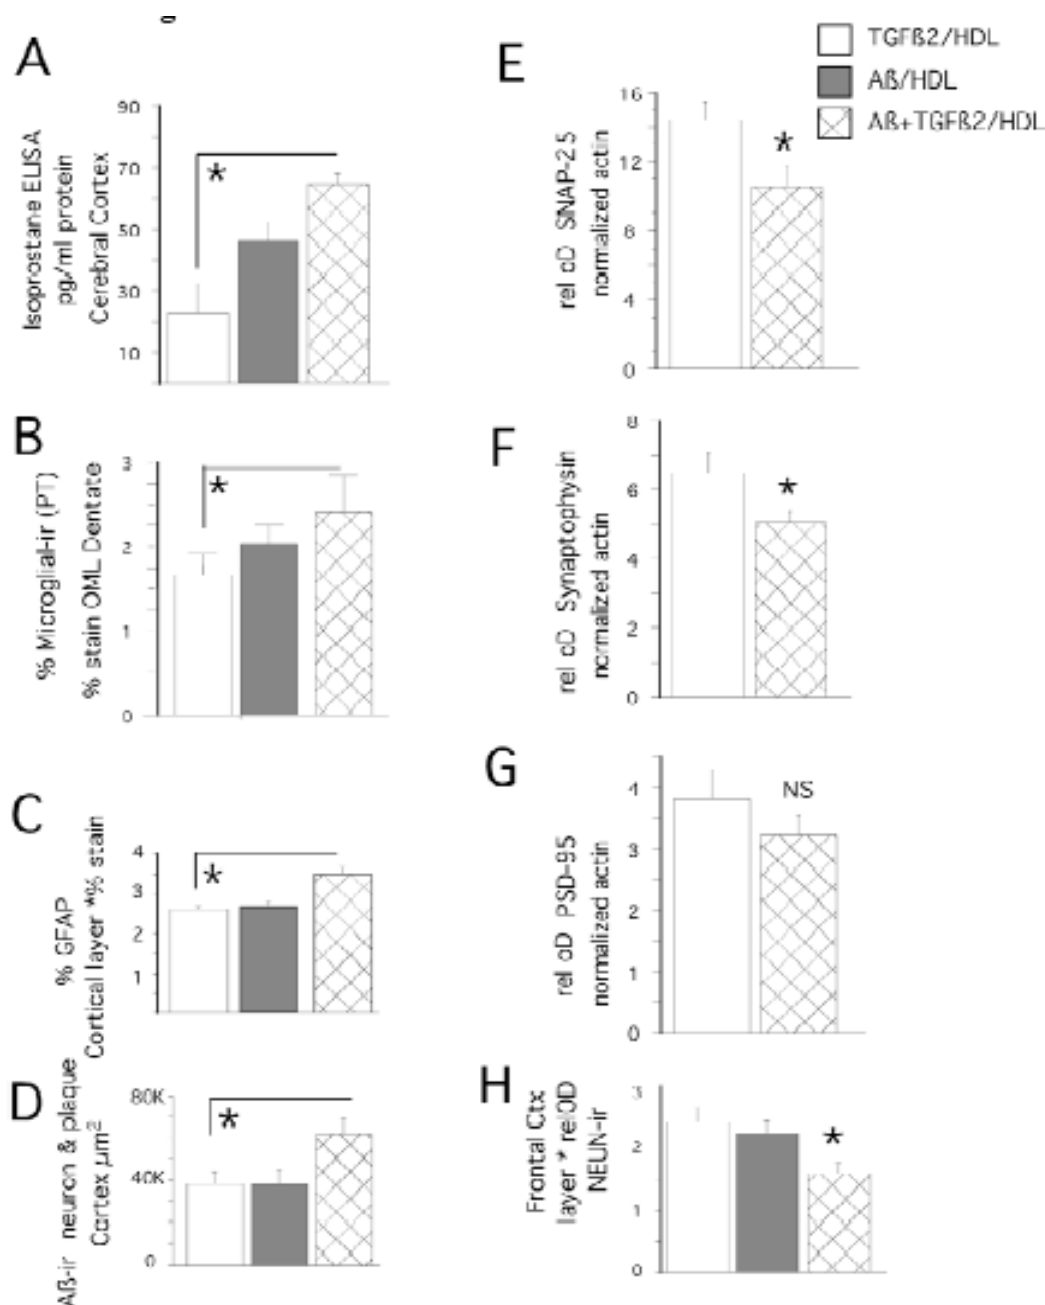 TGFß2/HDL
Aß/HDL
Aß+TGFß2/HDL
A
Isoprostane ELISA
pg/ml protein
Cerebral Cortex
90
70
50
30
10
*
B
% Microglial-ir (PT)
% stain OML Dentate
3
2
1
0
*
C
% GFAP
Cortical layer *% stain
4
3
2
1
*
D
Aß-ir neuron & plaque
Cortex µm2
80K
40K
0
*
E
rel oD SNAP-25
normalized actin
16
12
8
4
0
*
F
rel oD Synaptophysin
normalized actin
8
6
4
2
0
*
G
rel oD PSD-95
normalized actin
4
3
2
1
0
NS
H
Frontal Ctx
layer * relOD
NEUN-ir
3
2
1
0
*